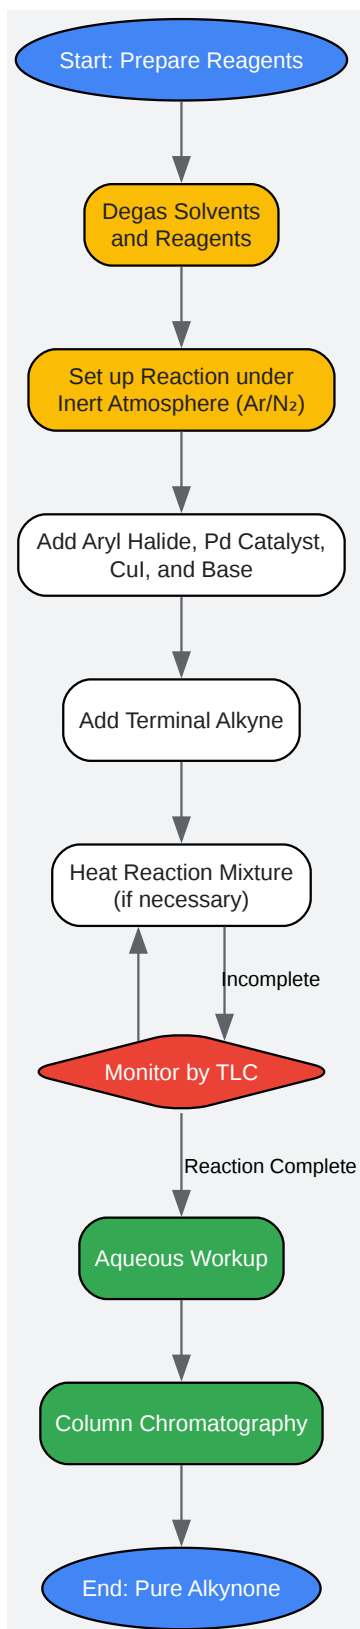 Start: Prepare Reagents
Degas Solvents
and Reagents
Set up Reaction under
Inert Atmosphere (Ar/N₂)
Add Aryl Halide, Pd Catalyst,
CuI, and Base
Add Terminal Alkyne
Heat Reaction Mixture
(if necessary)
Incomplete
Monitor by TLC
Reaction Complete
Aqueous Workup
Column Chromatography
End: Pure Alkynone